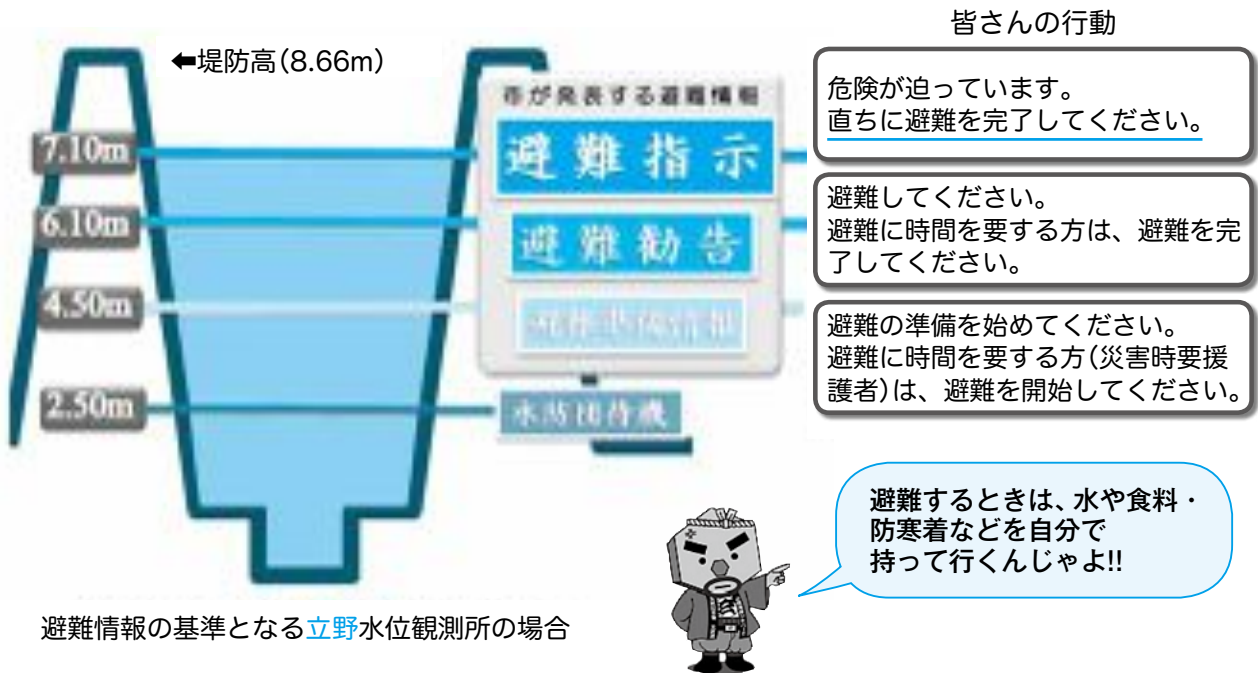 皆さんの行動
⬅堤防高(8.66m)
市が発表する避難情報
7.10m
避難指示
危険が迫っています。
直ちに避難を完了してください。
6.10m
避難勧告
避難してください。
避難に時間を要する方は、避難を完
了してください。
4.50m
避難準備情報
避難の準備を始めてください。
避難に時間を要する方(災害時要援
護者)は、避難を開始してください。
2.50m
水防団待機
避難するときは、水や食料・
防寒着などを自分で
持って行くんじゃよ!!
避難情報の基準となる立野水位観測所の場合